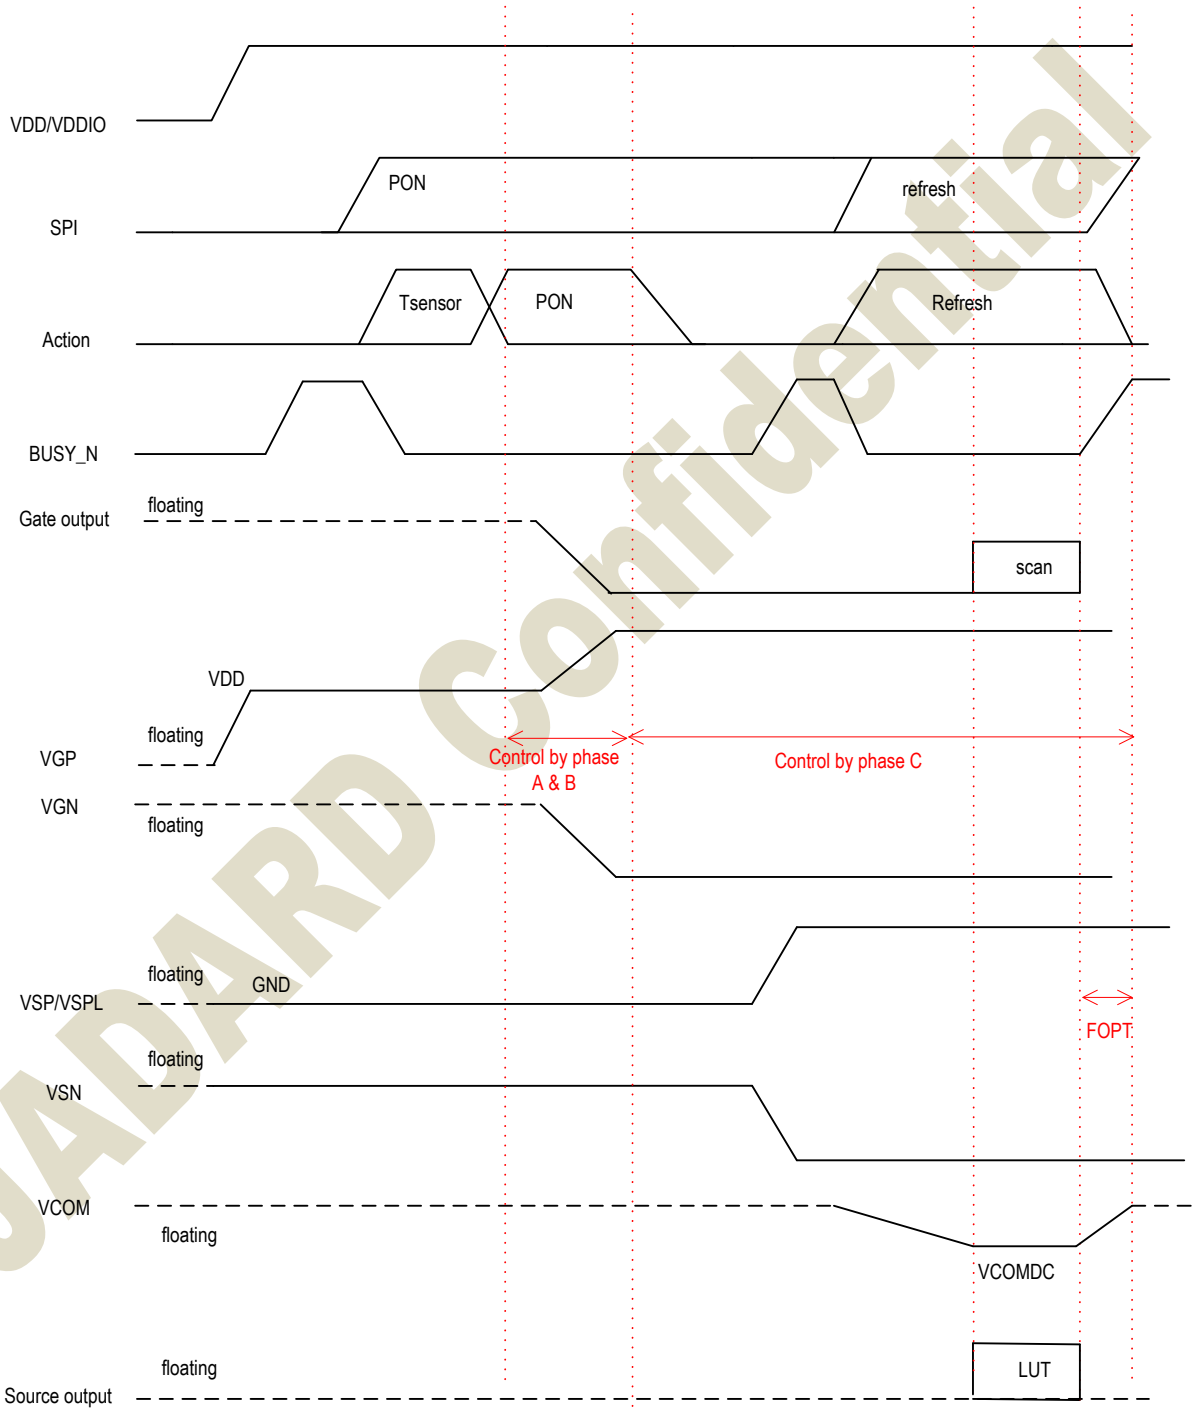 VDD/VDDIO
PON
refresh
SPI
Tsensor
PON
Refresh
Action
BUSY_N
floating
Gate output
scan
VDD
floating
VGP
Control by phase
A & B
Control by phase C
VGN
floating
floating
GND
VSP/VSPL
FOPT
floating
VSN
VCOM
floating
VCOMDC
floating
LUT
Source output
JADARD Confidential